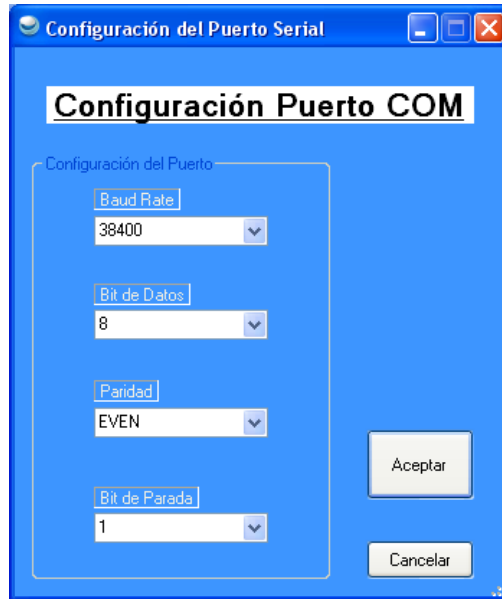 Configuración del Puerto Serial
Configuración Puerto COM
Configuración del Puerto
Baud Rate
38400
Bit de Datos
8
Paridad
EVEN
Bit de Parada
1
Aceptar
Cancelar